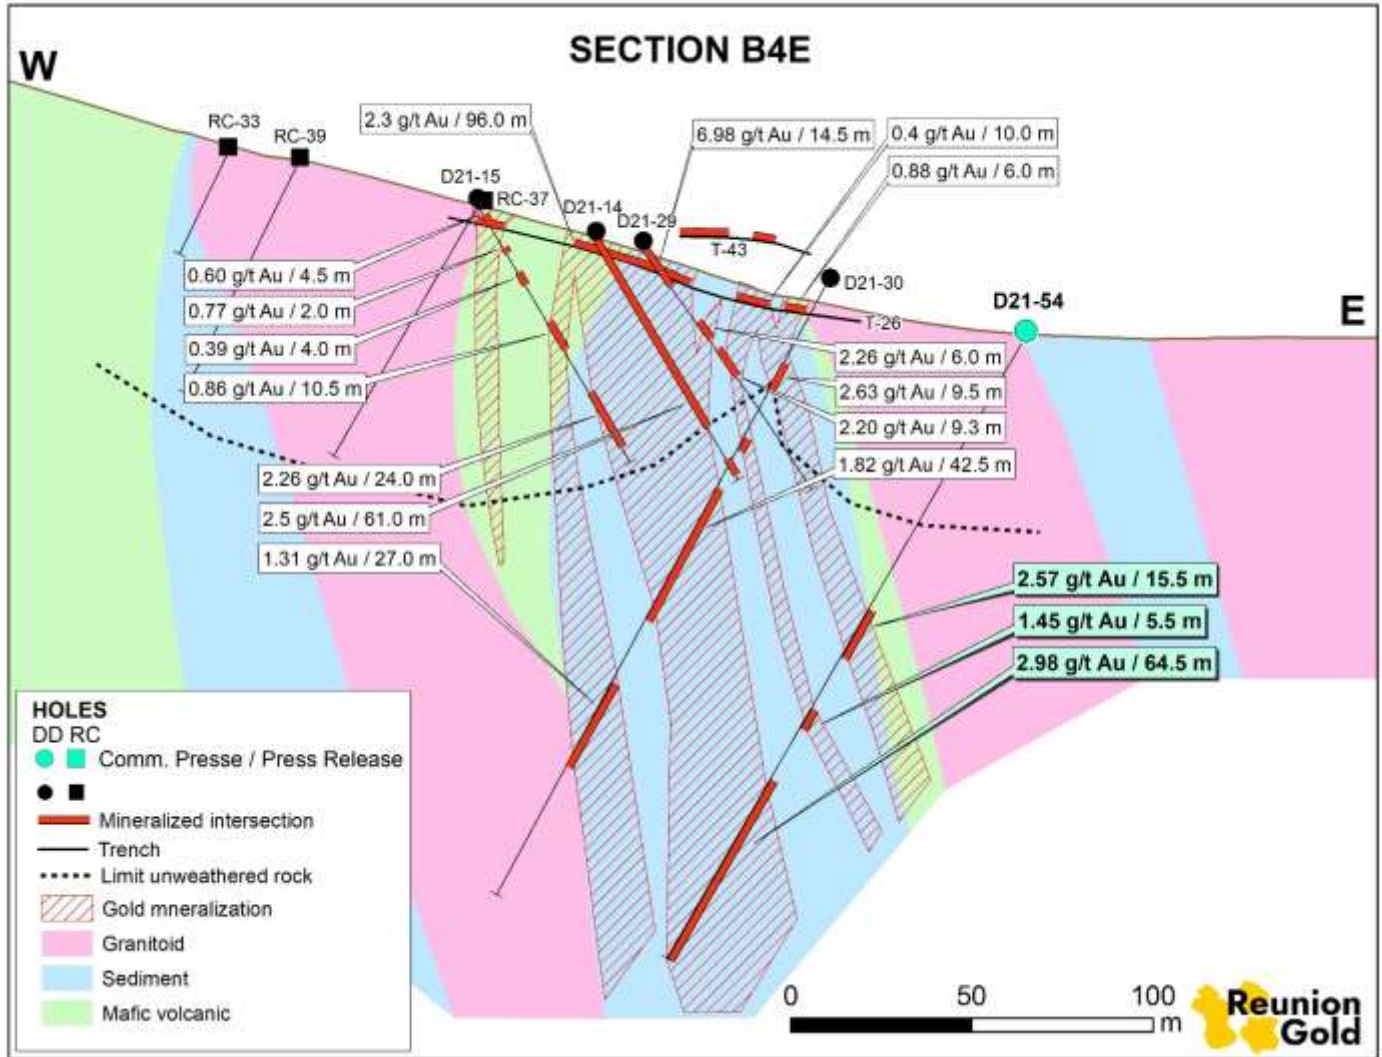 SECTION B4E
W
E
RC-33
RC-39
2.3 g/t Au / 96.0 m
6.98 g/t Au / 14.5 m
0.4 g/t Au / 10.0 m
0.88 g/t Au / 6.0 m
D21-15
RC-37
D21-14
D21-29
T-43
D21-30
D21-54
T-26
0.60 g/t Au / 4.5 m
0.77 g/t Au / 2.0 m
0.39 g/t Au / 4.0 m
0.86 g/t Au / 10.5 m
2.26 g/t Au / 6.0 m
2.63 g/t Au / 9.5 m
2.20 g/t Au / 9.3 m
1.82 g/t Au / 42.5 m
2.26 g/t Au / 24.0 m
2.5 g/t Au / 61.0 m
1.31 g/t Au / 27.0 m
2.57 g/t Au / 15.5 m
1.45 g/t Au / 5.5 m
2.98 g/t Au / 64.5 m
HOLES
DD RC
Comm. Presse / Press Release
Mineralized intersection
Trench
Limit unweathered rock
Gold mneralization
Granitoid
Sediment
Mafic volcanic
0 50 100
m
Reunion
Gold